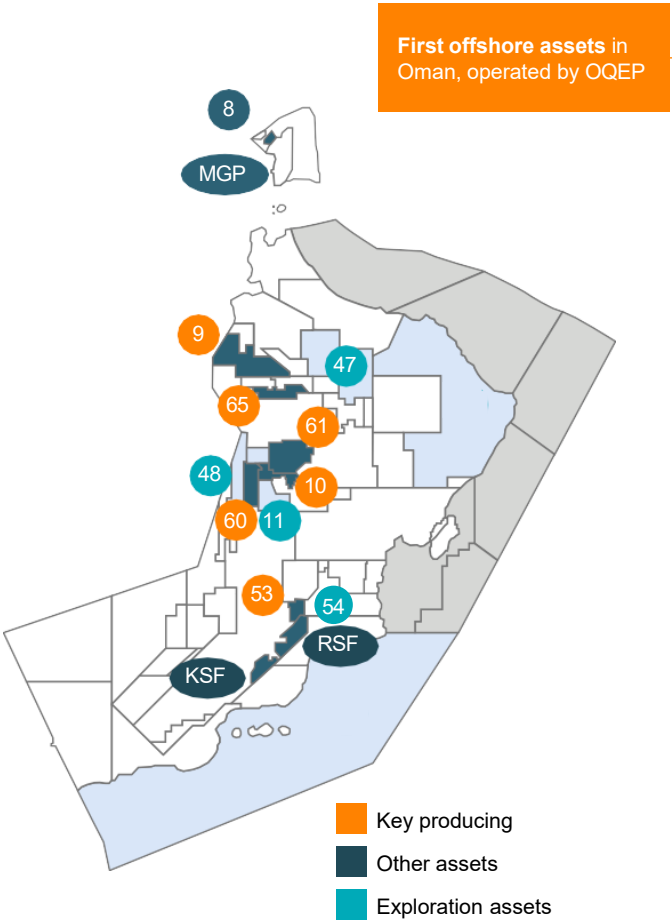 First offshore assets in
Oman, operated by OQEP
8
MGP
9
47
65
61
48
10
60
11
53
54
RSF
KSF
Key producing
Other assets
Exploration assets